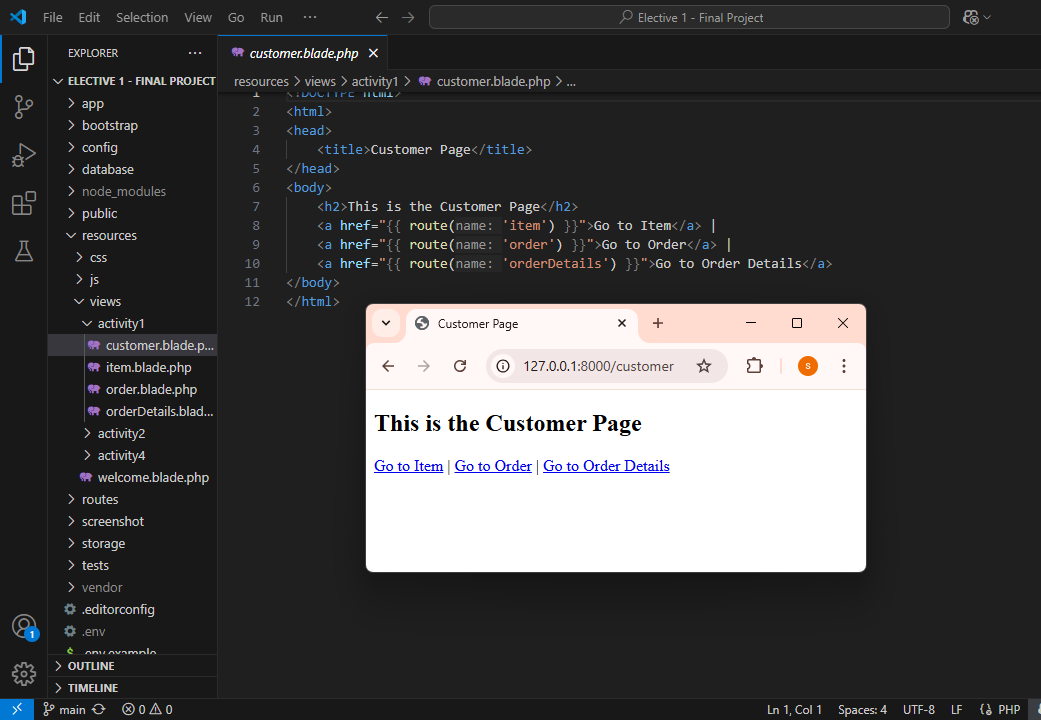 File Edit Selection View Go Run ··· Elective 1 - Final Project
EXPLORER ···
ELECTIVE 1 - FINAL PROJECT
app
bootstrap
config
database
node_modules
public
resources
css
js
views
activity1
customer.blade.p...
item.blade.php
order.blade.php
orderDetails.blad...
activity2
activity4
welcome.blade.php
routes
screenshot
storage
tests
vendor
.editorconfig
.env
.env.example
OUTLINE
TIMELINE
customer.blade.php
resources > views > activity1 > customer.blade.php > ...
1 <!DOCTYPE html>
2 <html>
3 <head>
4 <title>Customer Page</title>
5 </head>
6 <body>
7 <h2>This is the Customer Page</h2>
8 <a href="{{ route(name: 'item') }}">Go to Item</a> |
9 <a href="{{ route(name: 'order') }}">Go to Order</a> |
10 <a href="{{ route(name: 'orderDetails') }}">Go to Order Details</a>
11 </body>
12 </html>
Customer Page
127.0.0.1:8000/customer
S
This is the Customer Page
Go to Item | Go to Order | Go to Order Details
1
main 0 0 Ln 1, Col 1 Spaces: 4 UTF-8 LF {} PHP